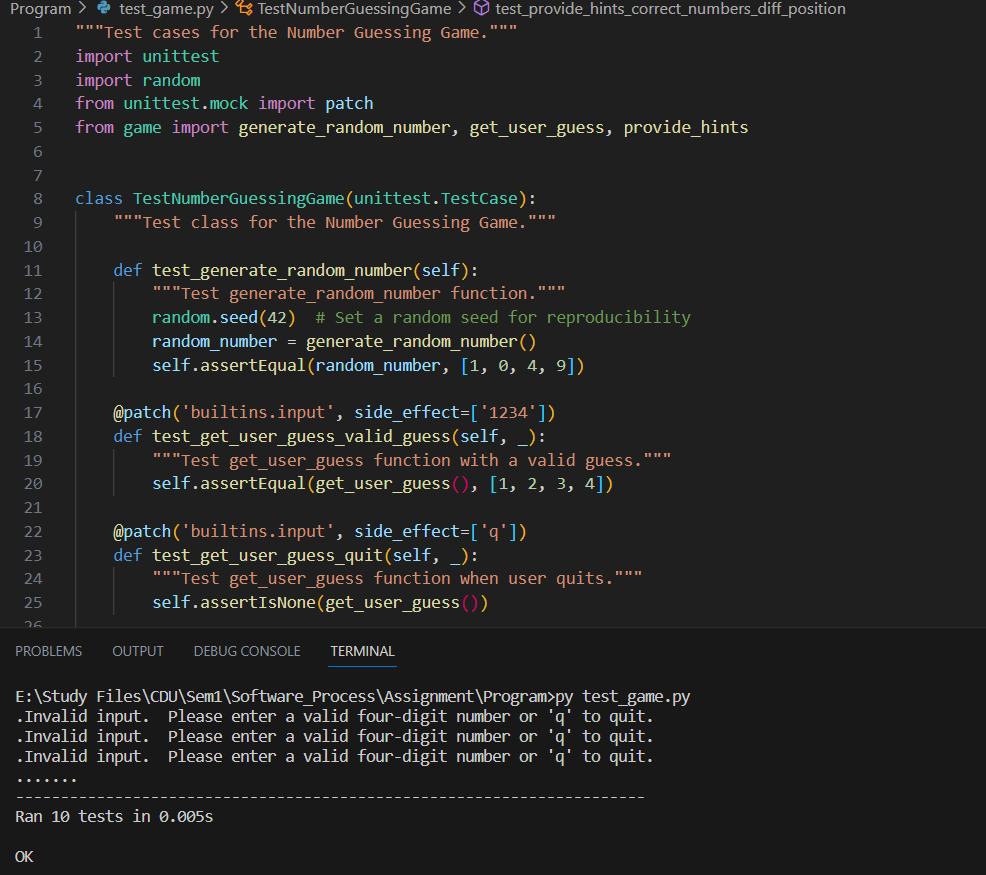 Program > test_game.py > TestNumberGuessingGame > test_provide_hints_correct_numbers_diff_position
1 """Test cases for the Number Guessing Game."""
2 import unittest
3 import random
4 from unittest.mock import patch
5 from game import generate_random_number, get_user_guess, provide_hints
6
7
8 class TestNumberGuessingGame(unittest.TestCase):
9     """Test class for the Number Guessing Game."""
10
11     def test_generate_random_number(self):
12         """Test generate_random_number function."""
13         random.seed(42)  # Set a random seed for reproducibility
14         random_number = generate_random_number()
15         self.assertEqual(random_number, [1, 0, 4, 9])
16
17     @patch('builtins.input', side_effect=['1234'])
18     def test_get_user_guess_valid_guess(self, _):
19         """Test get_user_guess function with a valid guess."""
20         self.assertEqual(get_user_guess(), [1, 2, 3, 4])
21
22     @patch('builtins.input', side_effect=['q'])
23     def test_get_user_guess_quit(self, _):
24         """Test get_user_guess function when user quits."""
25         self.assertIsNone(get_user_guess())
26
PROBLEMS OUTPUT DEBUG CONSOLE TERMINAL
E:\Study Files\CDU\Sem1\Software_Process\Assignment\Program>py test_game.py
.Invalid input.  Please enter a valid four-digit number or 'q' to quit.
.Invalid input.  Please enter a valid four-digit number or 'q' to quit.
.Invalid input.  Please enter a valid four-digit number or 'q' to quit.
.......
----------------------------------------------------------------------
Ran 10 tests in 0.005s
OK